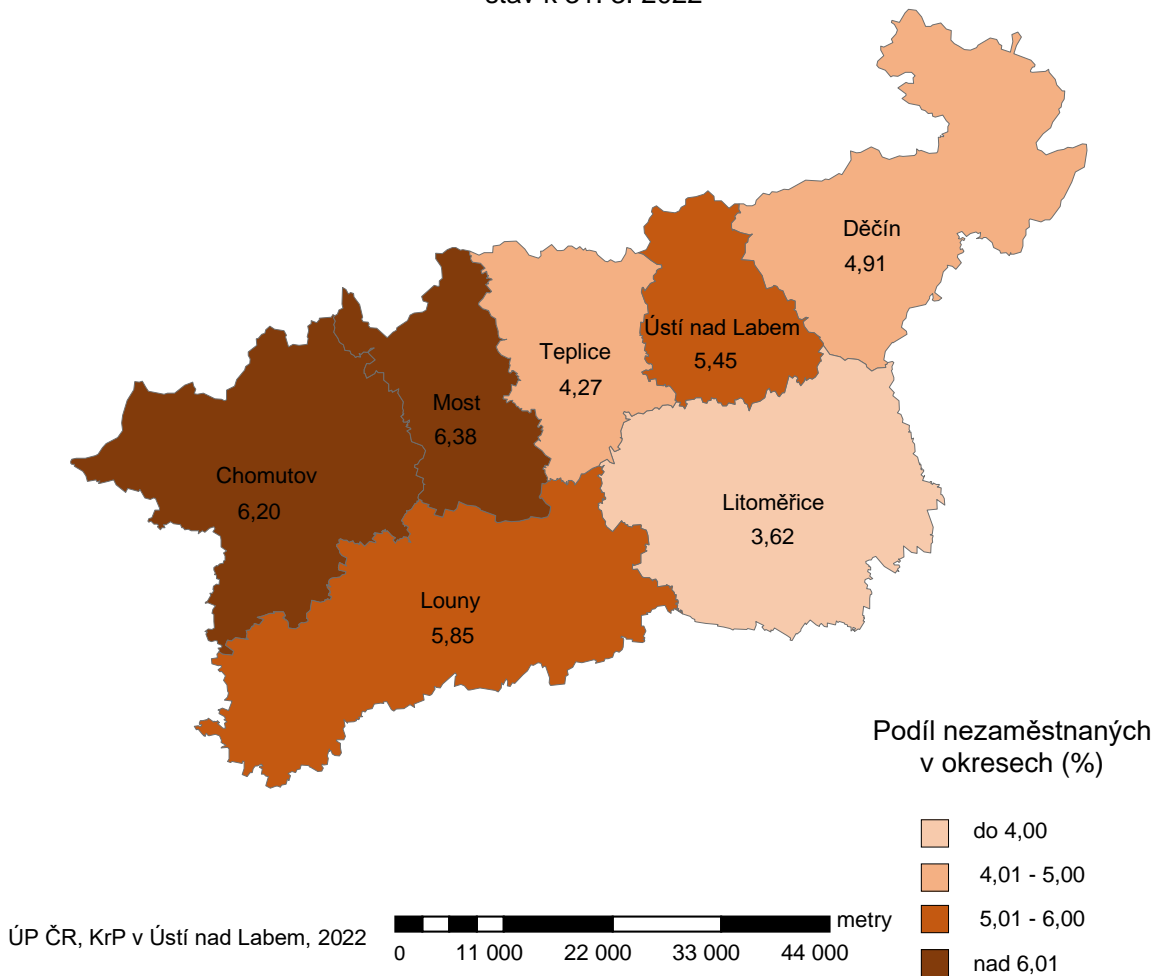 stav k 31. 2022
Děčín
4,91
Ústí nad Labem
5,45
Teplice
4,27
Most
6,38
Chomutov
6,20
Litoměřice
3,62
Louny
5,85
Podíl nezaměstnaných
v okresech (%)
do 4,00
4,01 - 5,00
5,01 - 6,00
nad 6,01
ÚP ČR, KrP v Ústí nad Labem, 2022
metry
0 11 000 22 000 33 000 44 000